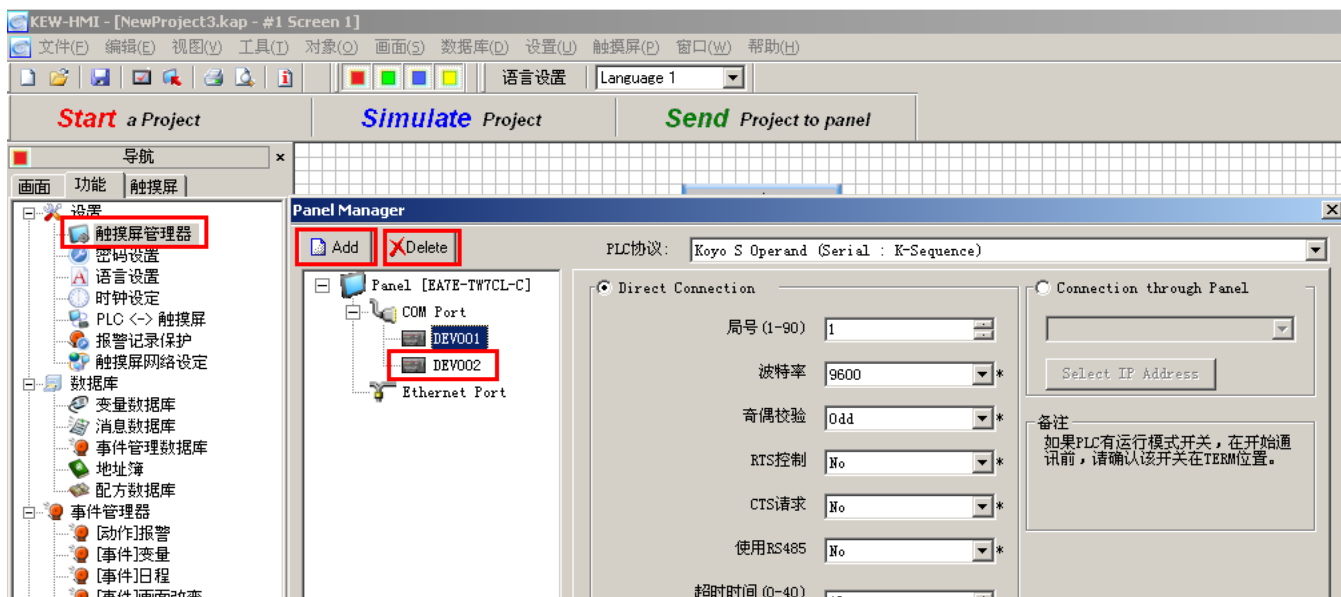 KEW-HMI - [NewProject3.kap - #1 Screen 1]
文件(F) 编辑(E) 视图(V) 工具(T) 对象(O) 画面(S) 数据库(D) 设置(U) 触摸屏(P) 窗口(W) 帮助(H)
语言设置 Language 1
Start a Project Simulate Project Send Project to panel
导航 ×
画面 功能 触摸屏
设置
触摸屏管理器
密码设置
语言设置
时钟设定
PLC <-> 触摸屏
报警记录保护
触摸屏网络设定
数据库
变量数据库
消息数据库
事件管理数据库
地址簿
配方数据库
事件管理器
[动作]报警
[事件]变量
[事件]日程
[事件]画面改变
Panel Manager
Add Delete
Panel [EA7E-TW7CL-C]
COM Port
DEV001
DEV002
Ethernet Port
PLC协议: Koyo S Operand (Serial : K-Sequence)
Direct Connection
局号(1-90) 1
波特率 9600 *
奇偶校验 Odd *
RTS控制 No *
CTS请求 No *
使用RS485 No *
超时时间(0-40)
Connection through Panel
Select IP Address
备注
如果PLC有运行模式开关，在开始通
讯前，请确认该开关在TERM位置。